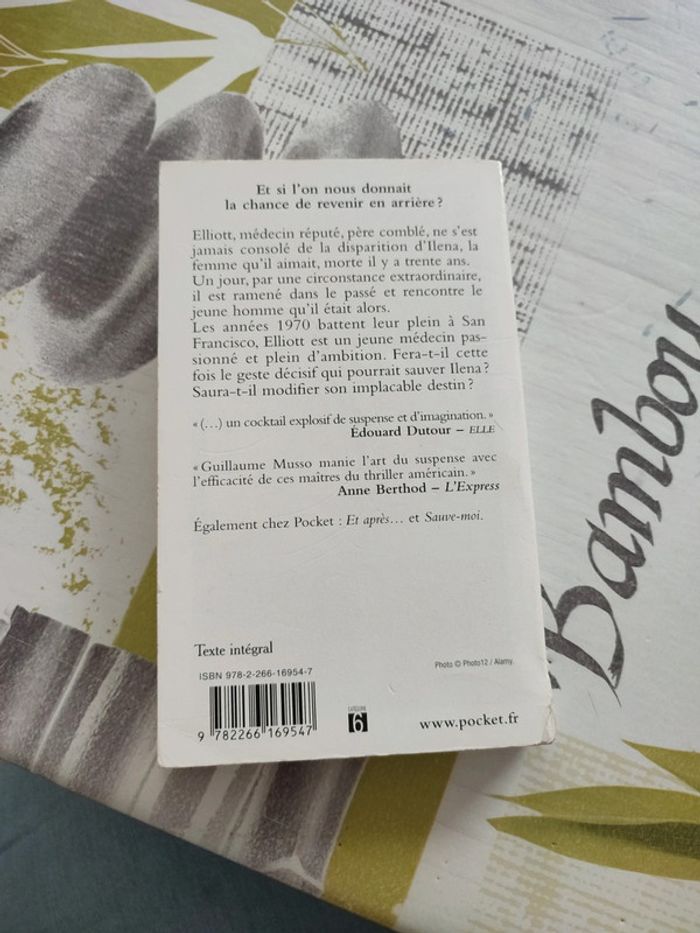 Et si l'on nous donnait
la chance de revenir en arrière ?
Elliott, médecin réputé, père comblé, ne s'est
jamais consolé de la disparition d'Ilena, la
femme qu'il aimait, morte il y a trente ans.
Un jour, par une circonstance extraordinaire,
il est ramené dans le passé et rencontre le
jeune homme qu'il était alors.
Les années 1970 battent leur plein à San
Francisco, Elliott est un jeune médecin pas-
sionné et plein d'ambition. Fera-t-il cette
fois le geste décisif qui pourrait sauver Ilena ?
Saura-t-il modifier son implacable destin ?
« (…) un cocktail explosif de suspense et d'imagination. »
Édouard Dutour – ELLE
« Guillaume Musso manie l'art du suspense avec
l'efficacité de ces maîtres du thriller américain. »
Anne Berthod – L'Express
Également chez Pocket : Et après… et Sauve-moi.
Texte intégral
Photo © Photo12 / Alamy.
ISBN 978-2-266-16954-7
9 782266 169547
CATÉGORIE
6
www.pocket.fr
Bambou